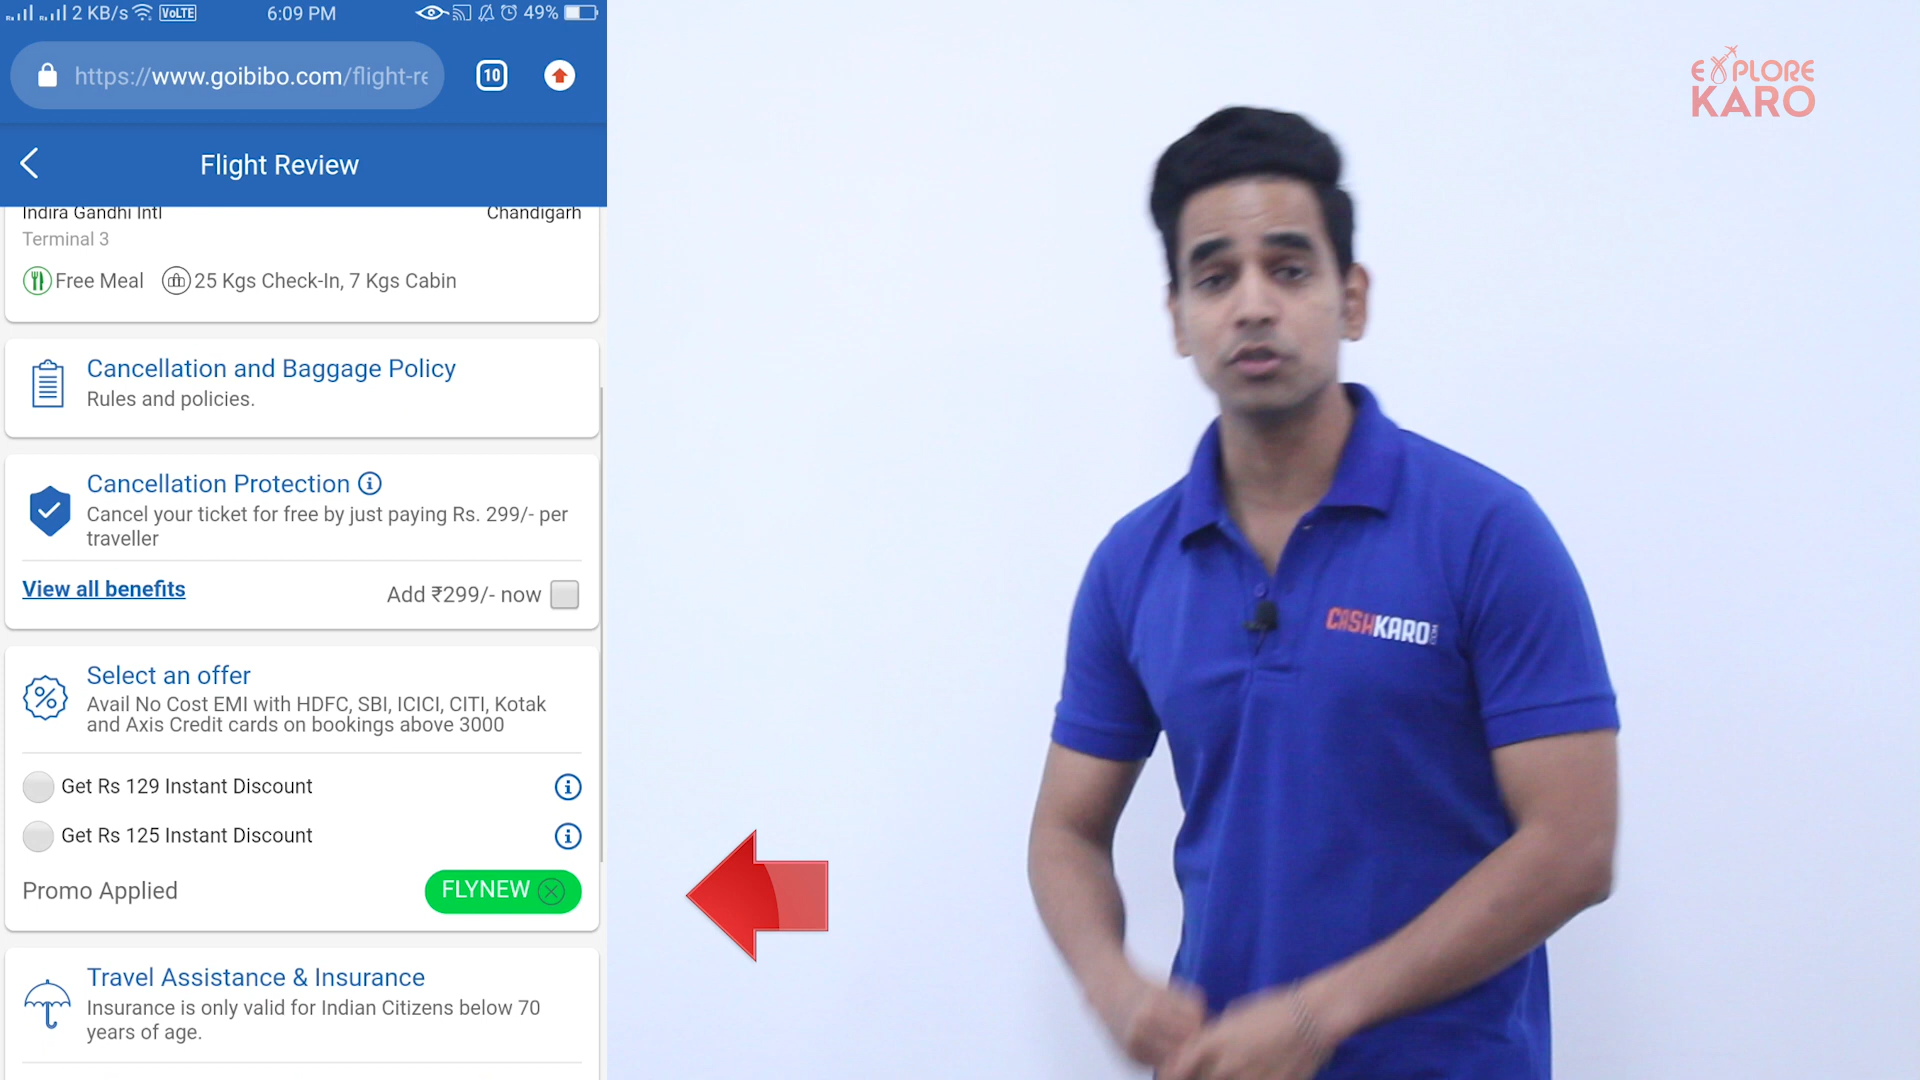 2 KB/s VoLTE 6:09 PM 49%
https://www.goibibo.com/flight-re 10
Flight Review
Indira Gandhi Intl Chandigarh
Terminal 3
Free Meal 25 Kgs Check-In, 7 Kgs Cabin
Cancellation and Baggage Policy
Rules and policies.
Cancellation Protection
Cancel your ticket for free by just paying Rs. 299/- per
traveller
View all benefits Add ₹299/- now
Select an offer
Avail No Cost EMI with HDFC, SBI, ICICI, CITI, Kotak
and Axis Credit cards on bookings above 3000
Get Rs 129 Instant Discount
Get Rs 125 Instant Discount
Promo Applied FLYNEW
Travel Assistance & Insurance
Insurance is only valid for Indian Citizens below 70
years of age.
EXPLORE
KARO
CASHKARO.COM